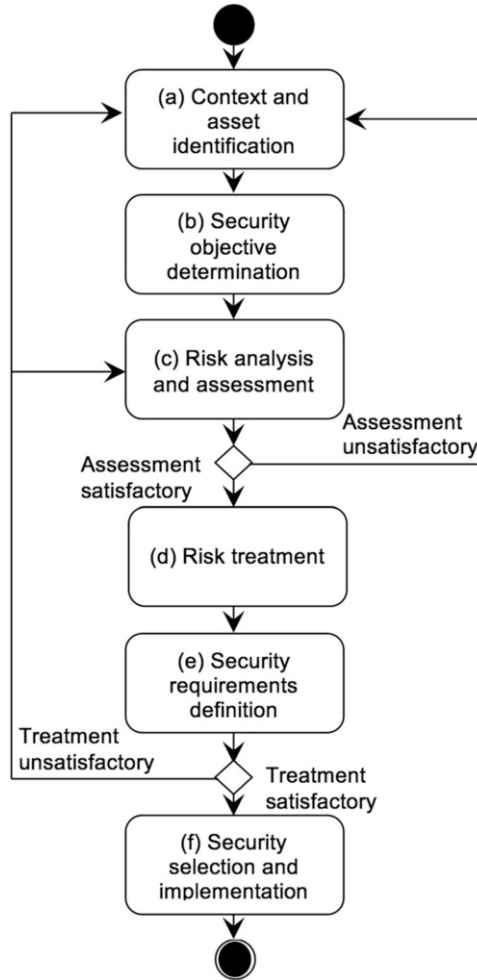 (a) Context and
asset
identification
(b) Security
objective
determination
(c) Risk analysis
and assessment
Assessment
unsatisfactory
Assessment
satisfactory
(d) Risk treatment
(e) Security
requirements
definition
Treatment
unsatisfactory
Treatment
satisfactory
(f) Security
selection and
implementation